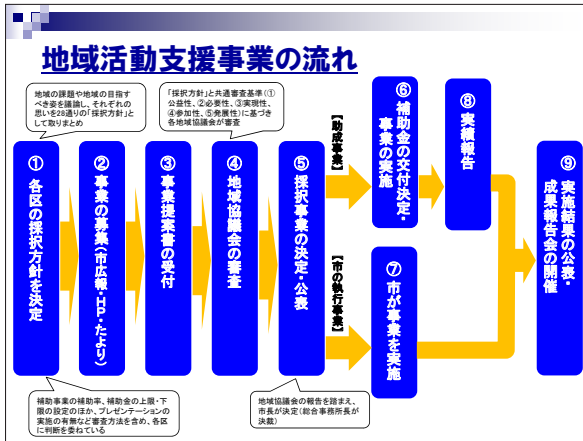 地域活動支援事業の流れ
地域の課題や地域の目指す
べき姿を議論し、それぞれの
思いを28通りの「採択方針」と
して取りまとめ
「採択方針」と共通審査基準(①
公益性、②必要性、③実現性、
④参加性、⑤発展性)に基づき
各地域協議会が審査
① 各区の採択方針を決定
② 事業の募集(市広報・HP・たより)
③ 事業提案書の受付
④ 地域協議会の審査
⑤ 採択事業の決定・公表
【助成事業】
⑥ 補助金の交付決定・
事業の実施
⑧ 実績報告
【市の執行事業】
⑦ 市が事業を実施
⑨ 実施結果の公表・
成果報告会の開催
補助事業の補助率、補助金の上限・下
限の設定のほか、プレゼンテーションの
実施の有無など審査方法を含め、各区
に判断を委ねている
地域協議会の報告を踏まえ、
市長が決定(総合事務所長が
決裁)